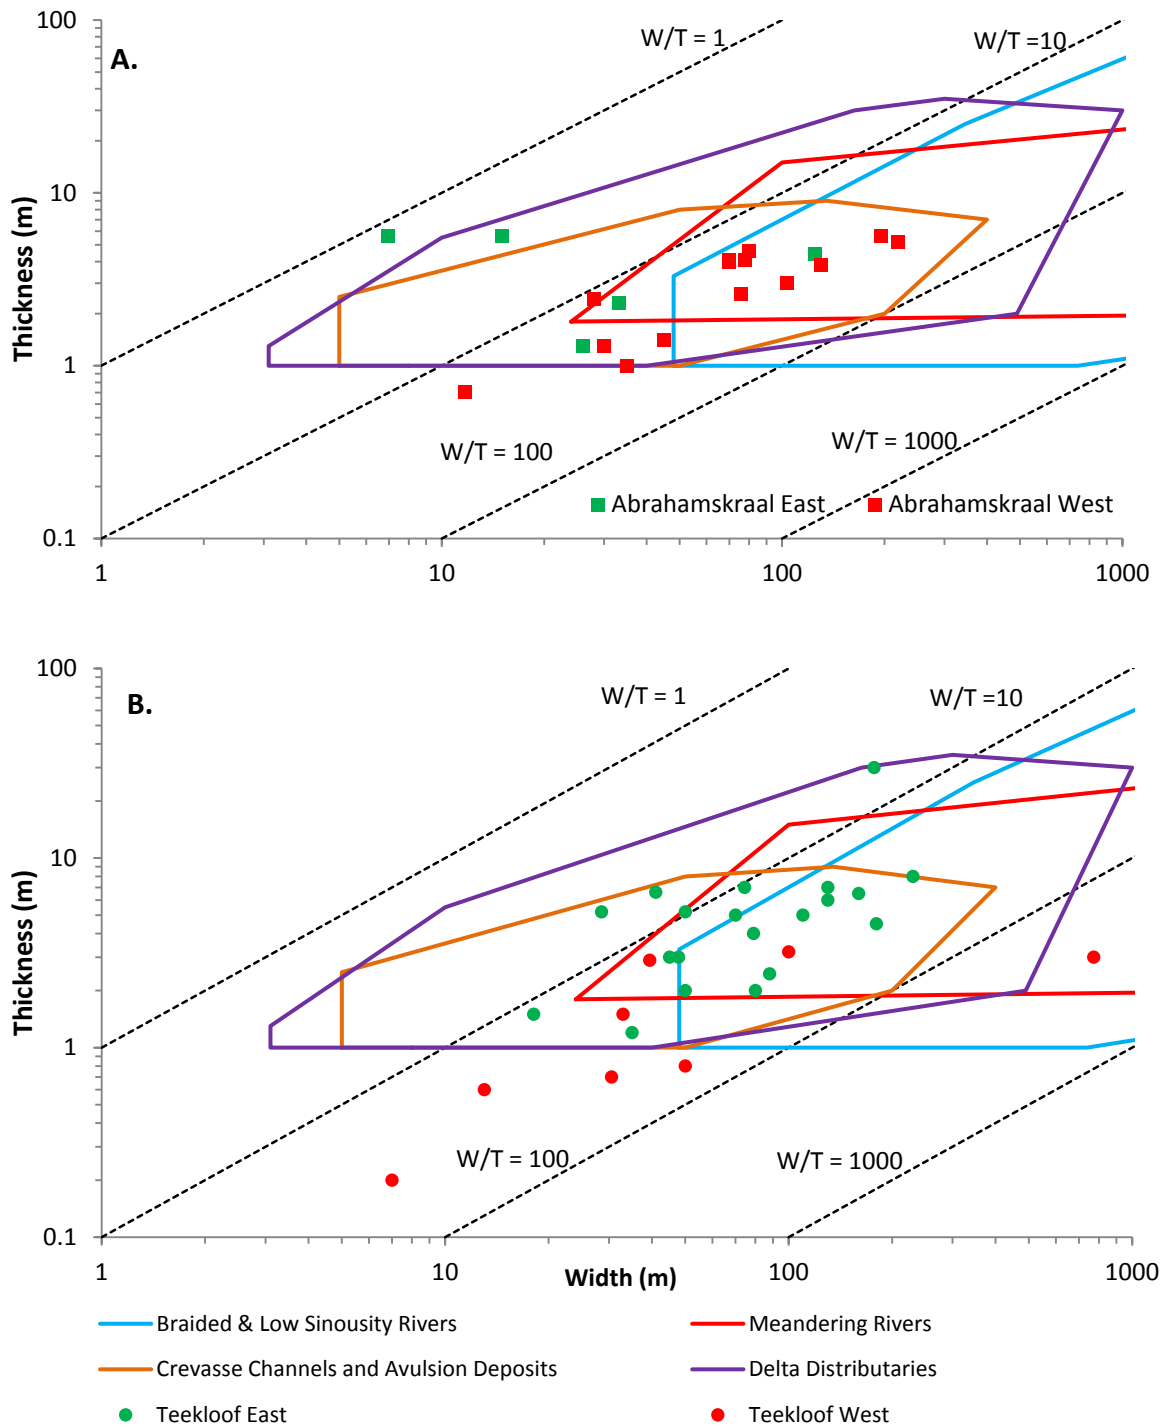 100
A.
W/T = 1
W/T =10
10
Thickness (m)
1
W/T = 100
W/T = 1000
Abrahamskraal East
Abrahamskraal West
0.1
1 10 100 1000
100
B.
W/T = 1
W/T =10
10
Thickness (m)
1
W/T = 100
W/T = 1000
0.1
1 10 100 1000
Width (m)
Braided & Low Sinousity Rivers
Meandering Rivers
Crevasse Channels and Avulsion Deposits
Delta Distributaries
Teekloof East
Teekloof West